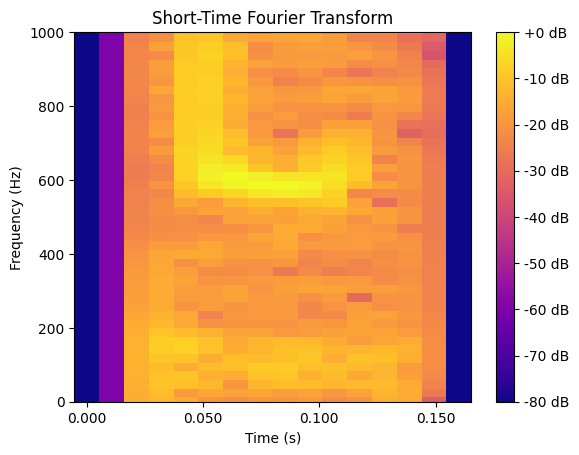 Short-Time Fourier Transform
1000
800
600
400
200
0
Frequency (Hz)
0.000
0.050
0.100
0.150
Time (s)
+0 dB
-10 dB
-20 dB
-30 dB
-40 dB
-50 dB
-60 dB
-70 dB
-80 dB